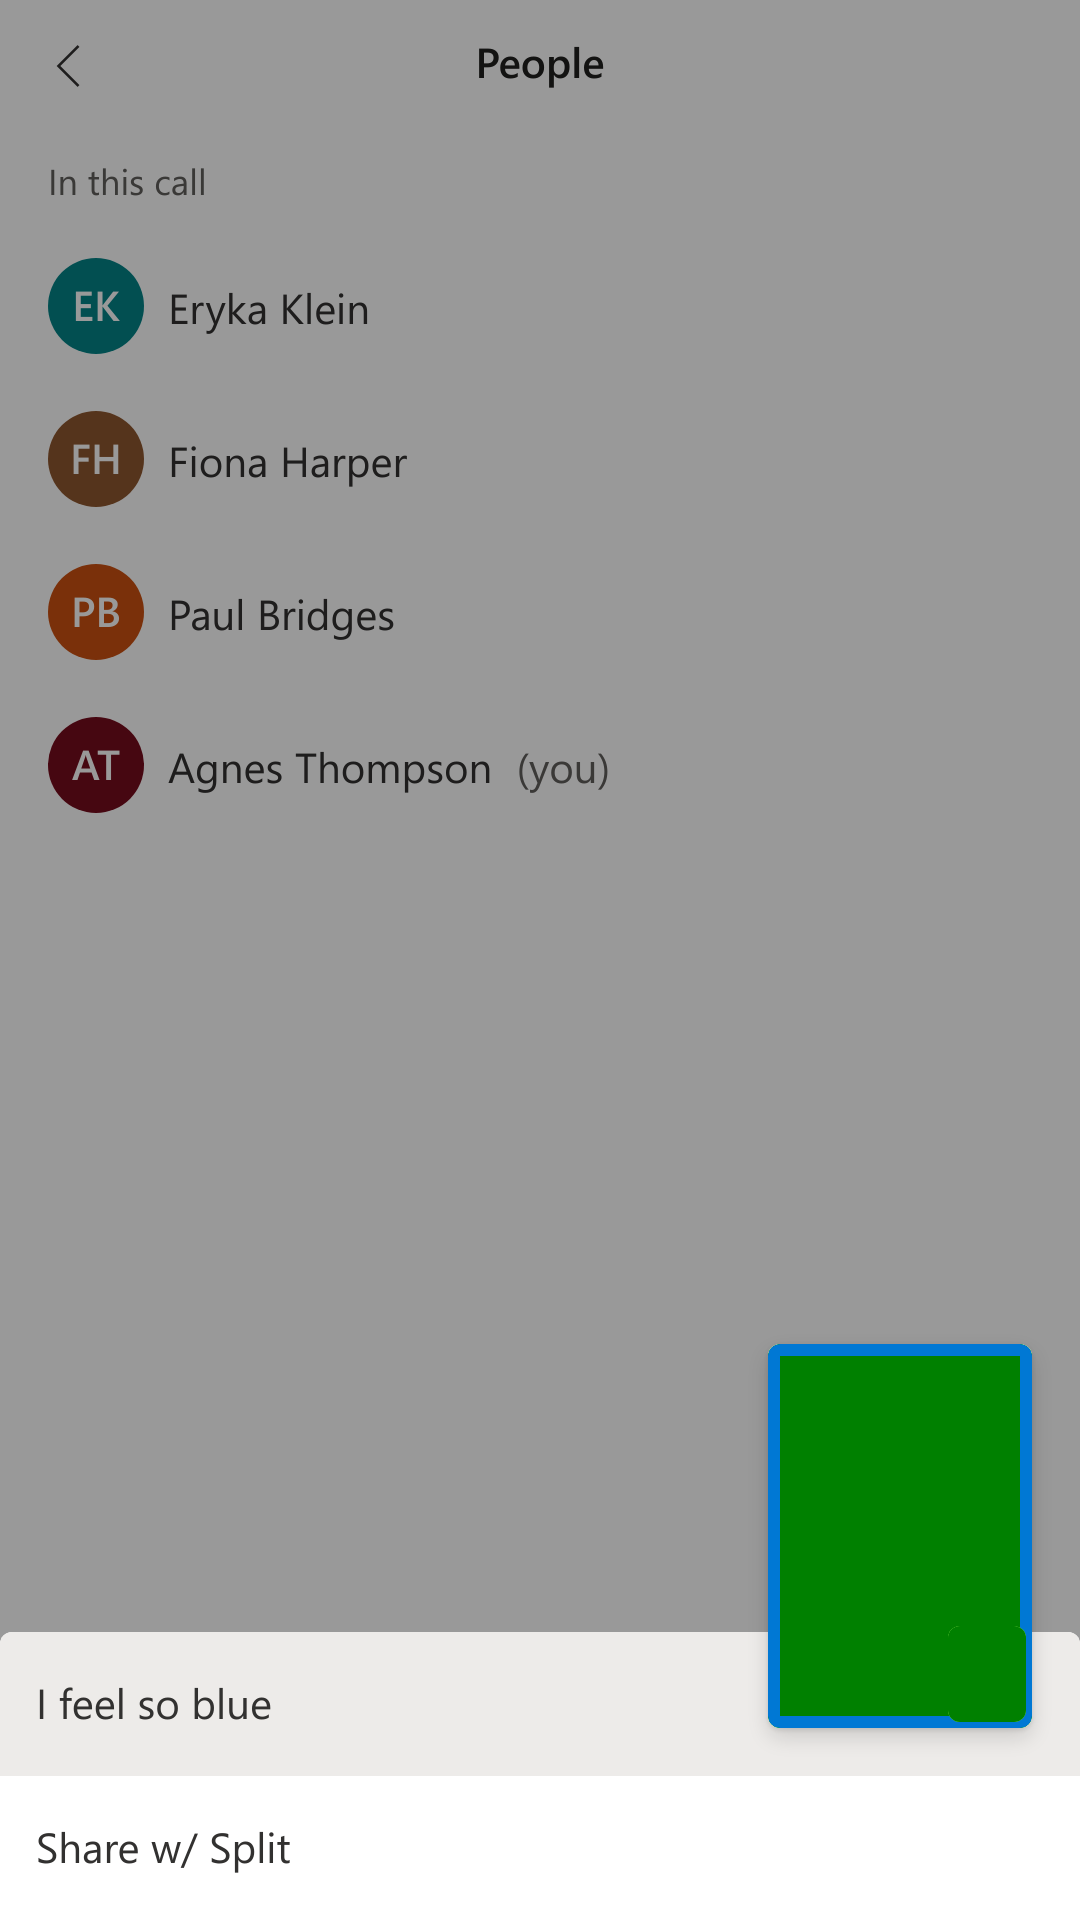 People
In this call
EK Eryka Klein
FH Fiona Harper
PB Paul Bridges
AT Agnes Thompson (you)
I feel so blue
Share w/ Split